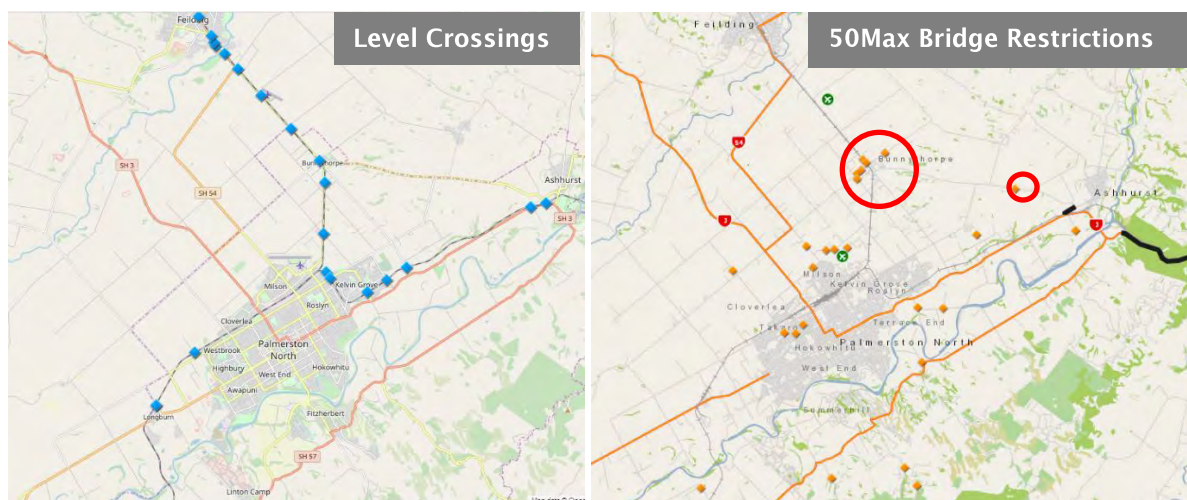 Level Crossings
Feilding
SH 3
SH 54
Bunnythorpe
Ashhurst
SH 3
Milson
Kelvin Grove
Roslyn
Cloverlea
Palmerston
North
Westbrook
Highbury
West End
Hokowhitu
Awapuni
Longburn
Fitzherbert
SH 57
Linton Camp
50Max Bridge Restrictions
Feilding
54
Bunnythorpe
Ashhurst
3
3
Milson
Kelvin Grove
Roslyn
Cloverlea
Takaro
Terrace End
Hokowhitu
Palmerston North
West End